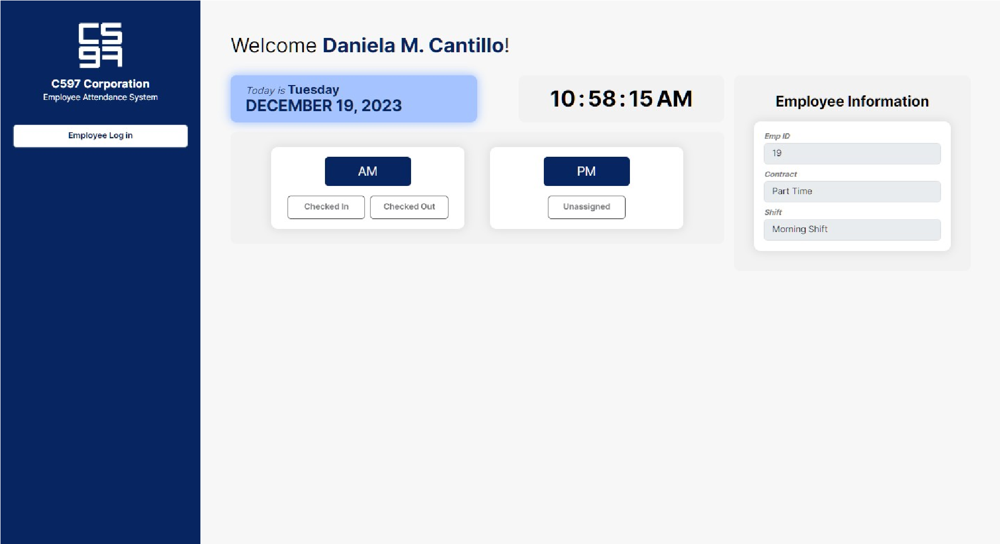 CS
97
C597 Corporation
Employee Attendance System
Employee Log in
Welcome Daniela M. Cantillo!
Today is Tuesday
DECEMBER 19, 2023
10:58:15 AM
AM
Checked In
Checked Out
PM
Unassigned
Employee Information
Emp ID
19
Contract
Part Time
Shift
Morning Shift